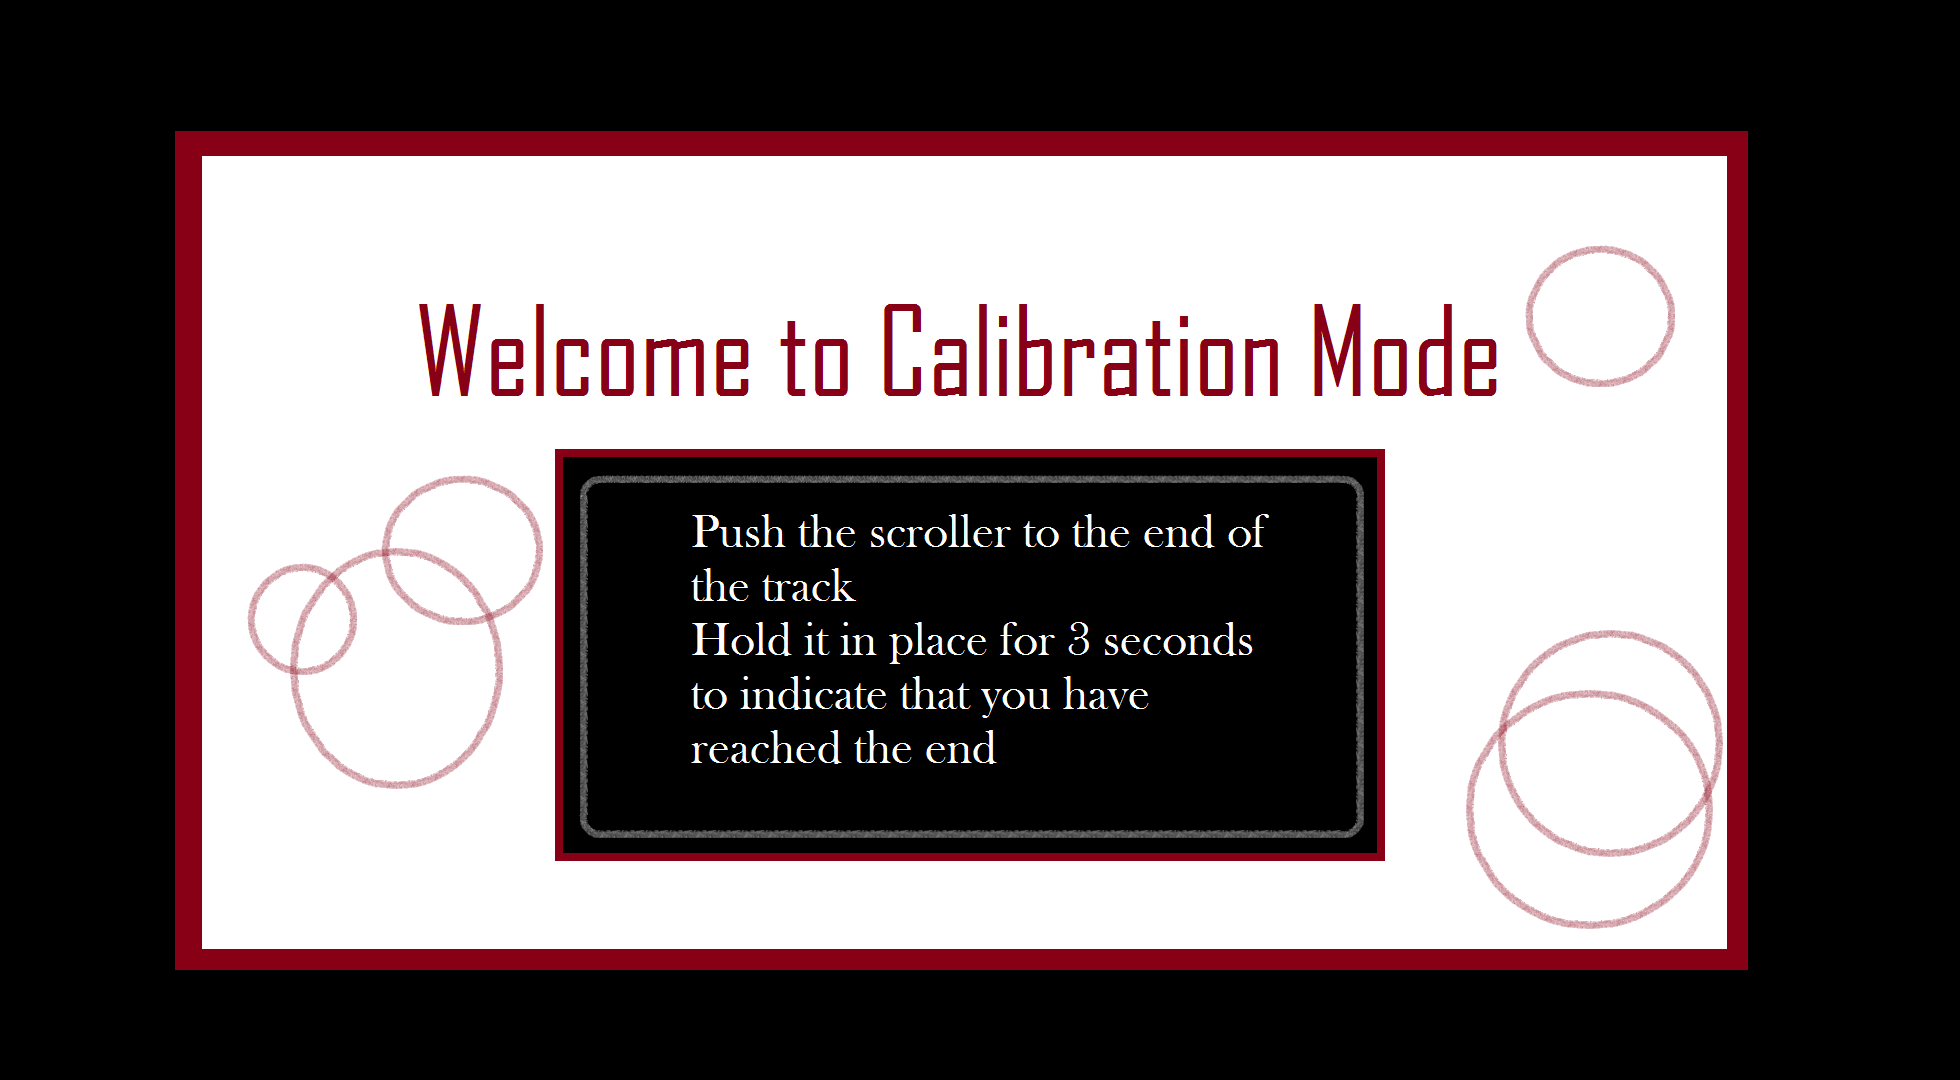 Welcome to Calibration Mode
Push the scroller to the end of
the track
Hold it in place for 3 seconds
to indicate that you have
reached the end